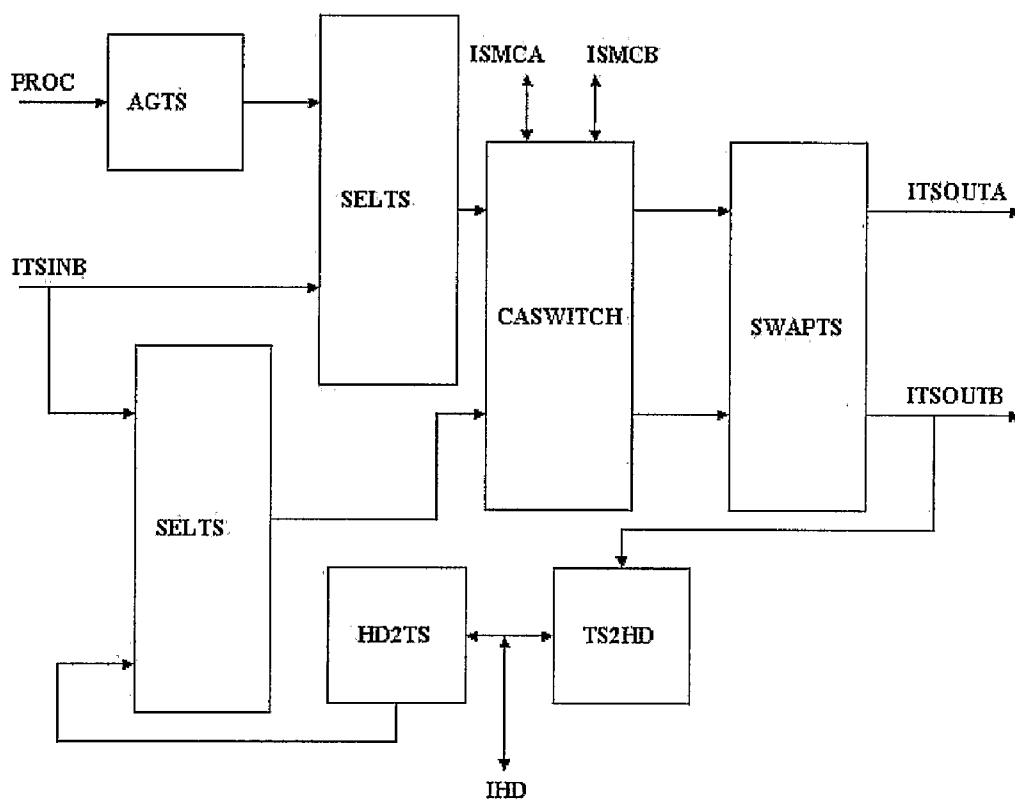 ISMCA ISMCB
PROC
AGTS
SELTS
ITSOUTA
ITSINB
CASWITCH
SWAPTS
ITSOUTB
SELTS
HD2TS
TS2HD
IHD